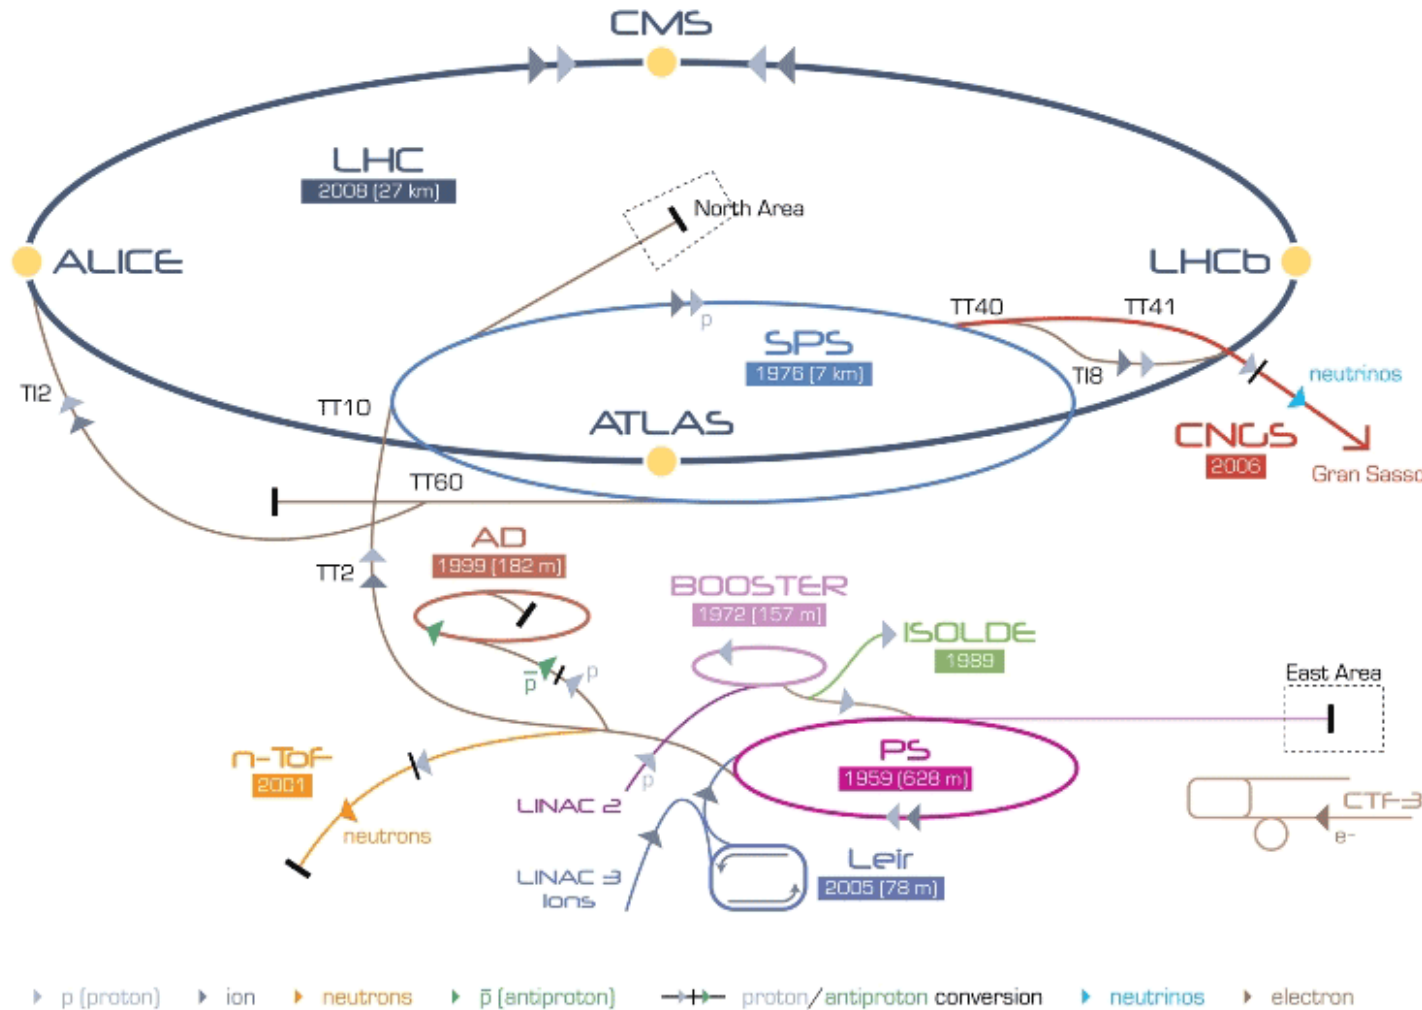 CMS
LHC
2008 (27 km)
North Area
ALICE
LHCb
TT40
TT41
p
SPS
1976 (7 km)
TI8
neutrinos
TI2
TT10
ATLAS
CNGS
2006
Gran Sasso
TT60
AD
1999 (182 m)
TT2
BOOSTER
1972 (157 m)
ISOLDE
1989
p̅
p
East Area
n-ToF
2001
PS
1959 (628 m)
p
LINAC 2
neutrons
CTF-3
e-
LINAC 3
Ions
Leir
2005 (78 m)
p (proton)
ion
neutrons
p̅ (antiproton)
proton/antiproton conversion
neutrinos
electron